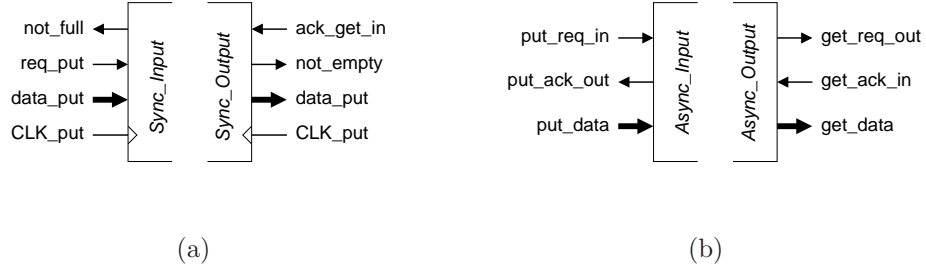 not_full
req_put
data_put
CLK_put
Sync_Input
Sync_Output
ack_get_in
not_empty
data_put
CLK_put
put_req_in
put_ack_out
put_data
Async_Input
Async_Output
get_req_out
get_ack_in
get_data
(a)
(b)